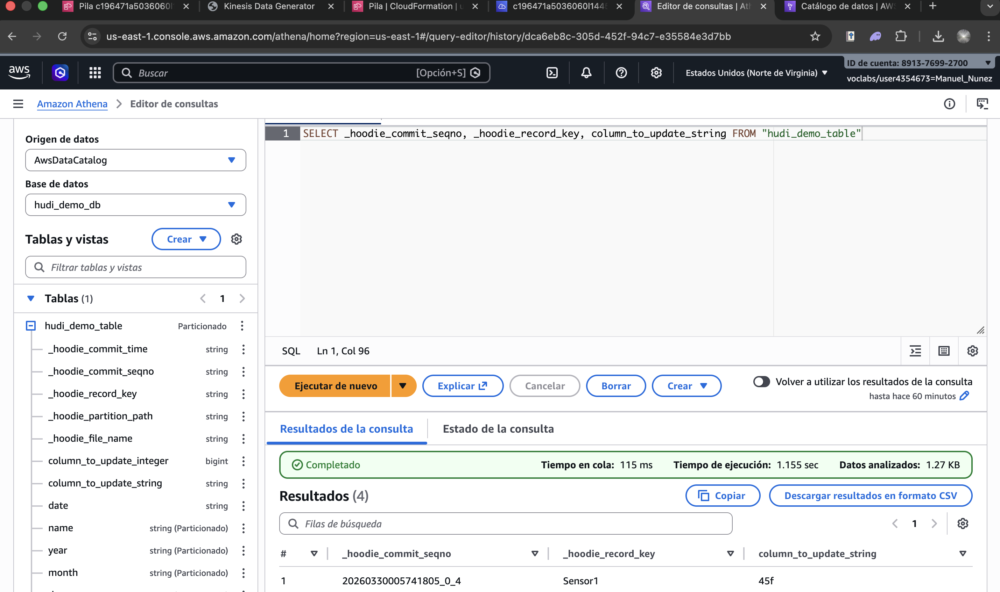 Pila c196471a5036060l
Kinesis Data Generator
Pila | CloudFormation | u
c196471a5036060l1445
Editor de consultas | Ath
Catálogo de datos | AWS
us-east-1.console.aws.amazon.com/athena/home?region=us-east-1#/query-editor/history/dca6eb8c-305d-452f-94c7-e35584e3d7bb
aws
Buscar
[Opción+S]
Estados Unidos (Norte de Virginia)
ID de cuenta: 8913-7699-2700
voclabs/user4354673=Manuel_Nunez
Amazon Athena
Editor de consultas
Origen de datos
AwsDataCatalog
Base de datos
hudi_demo_db
Tablas y vistas
Crear
Filtrar tablas y vistas
Tablas (1)
1
hudi_demo_table Particionado
_hoodie_commit_time string
_hoodie_commit_seqno string
_hoodie_record_key string
_hoodie_partition_path string
_hoodie_file_name string
column_to_update_integer bigint
column_to_update_string string
date string
name string (Particionado)
year string (Particionado)
month string (Particionado)
1 SELECT _hoodie_commit_seqno, _hoodie_record_key, column_to_update_string FROM "hudi_demo_table"
SQL Ln 1, Col 96
Ejecutar de nuevo
Explicar
Cancelar
Borrar
Crear
Volver a utilizar los resultados de la consulta
hasta hace 60 minutos
Resultados de la consulta
Estado de la consulta
Completado
Tiempo en cola: 115 ms
Tiempo de ejecución: 1.155 sec
Datos analizados: 1.27 KB
Resultados (4)
Copiar
Descargar resultados en formato CSV
Filas de búsqueda
1
# _hoodie_commit_seqno _hoodie_record_key column_to_update_string
1 20260330005741805_0_4 Sensor1 45f